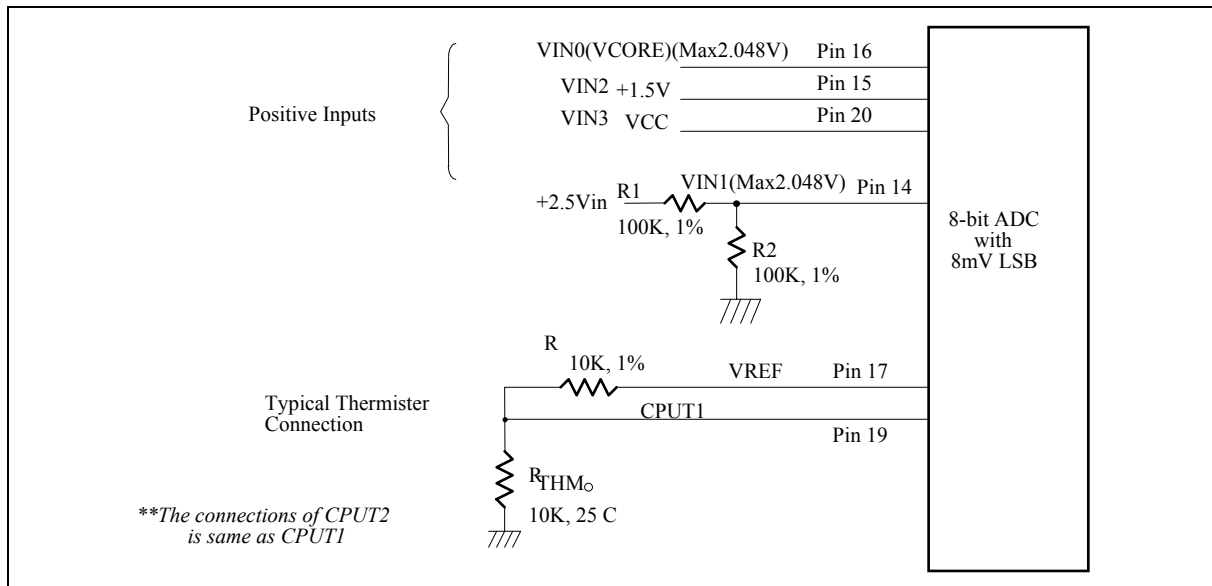 VIN0(VCORE)(Max2.048V) Pin 16
VIN2 +1.5V Pin 15
Positive Inputs
VIN3 VCC Pin 20
VIN1(Max2.048V) Pin 14
+2.5Vin R1
100K, 1%
R2
100K, 1%
8-bit ADC
with
8mV LSB
R
10K, 1%
VREF Pin 17
Typical Thermister
Connection
CPUT1
Pin 19
RTHM
10K, 25 C
**The connections of CPUT2
is same as CPUT1